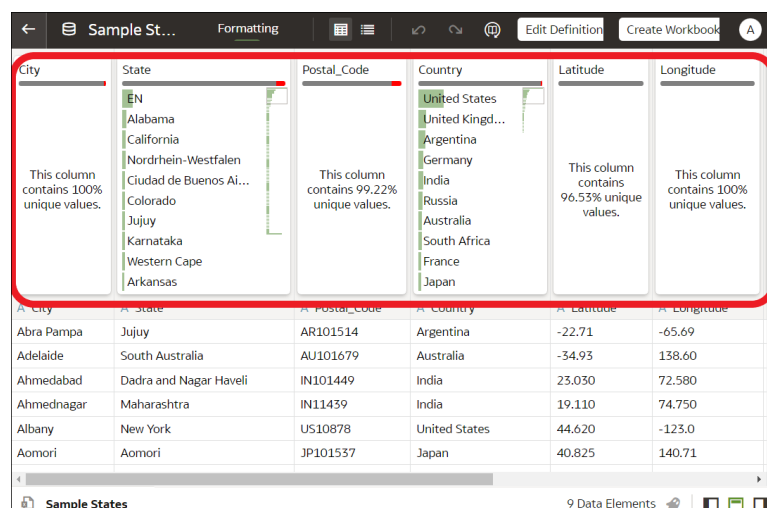 Sample St... Formatting Edit Definition Create Workbook A
City State Postal_Code Country Latitude Longitude
This column
contains 100%
unique values.
EN
Alabama
California
Nordrhein-Westfalen
Ciudad de Buenos Ai...
Colorado
Jujuy
Karnataka
Western Cape
Arkansas
This column
contains 99.22%
unique values.
United States
United Kingd...
Argentina
Germany
India
Russia
Australia
South Africa
France
Japan
This column
contains
96.53% unique
values.
This column
contains 100%
unique values.
A City A State A Postal_Code A Country A Latitude A Longitude
Abra Pampa Jujuy AR101514 Argentina -22.71 -65.69
Adelaide South Australia AU101679 Australia -34.93 138.60
Ahmedabad Dadra and Nagar Haveli IN101449 India 23.030 72.580
Ahmednagar Maharashtra IN11439 India 19.110 74.750
Albany New York US10878 United States 44.620 -123.0
Aomori Aomori JP101537 Japan 40.825 140.71
Sample States 9 Data Elements